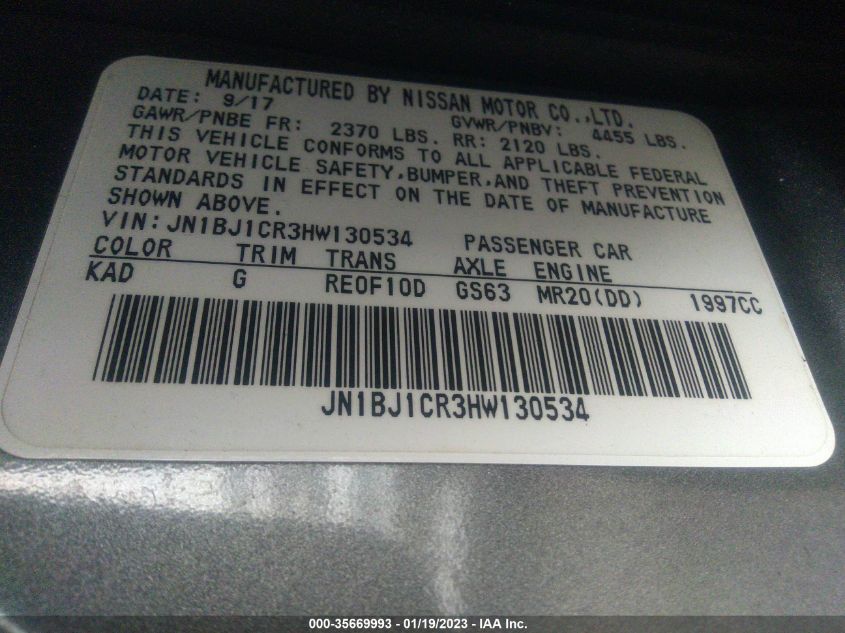 MANUFACTURED BY NISSAN MOTOR CO.,LTD.
DATE: 9/17 GVWR/PNBV: 4455 LBS.
GAWR/PNBE FR: 2370 LBS. RR: 2120 LBS.
THIS VEHICLE CONFORMS TO ALL APPLICABLE FEDERAL
MOTOR VEHICLE SAFETY,BUMPER,AND THEFT PREVENTION
STANDARDS IN EFFECT ON THE DATE OF MANUFACTURE
SHOWN ABOVE.
VIN:JN1BJ1CR3HW130534 PASSENGER CAR
COLOR TRIM TRANS AXLE ENGINE
KAD G RE0F10D GS63 MR20(DD) 1997CC
JN1BJ1CR3HW130534
000-35669993 - 01/19/2023 - IAA Inc.